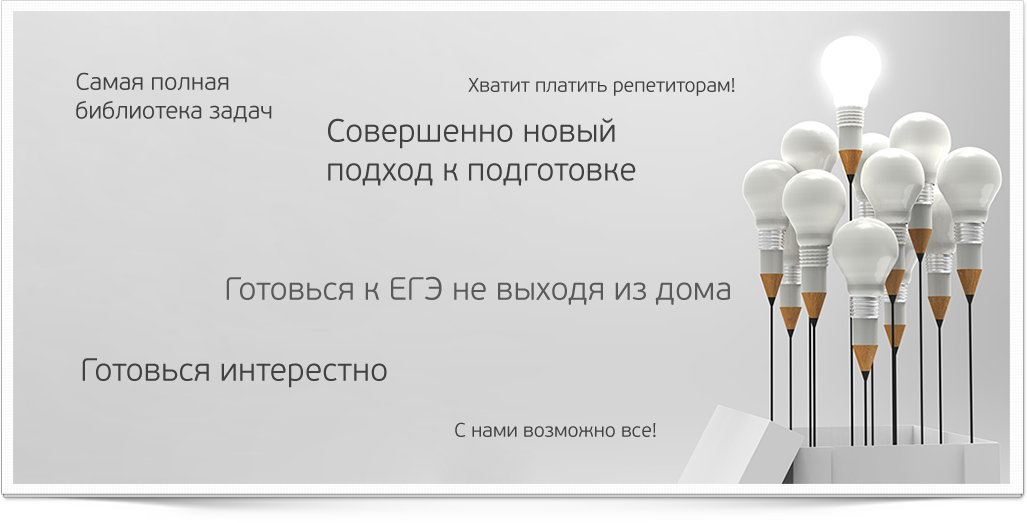 Самая полная
библиотека задач
Хватит платить репетиторам!
Совершенно новый
подход к подготовке
Готовься к ЕГЭ не выходя из дома
Готовься интерестно
С нами возможно все!